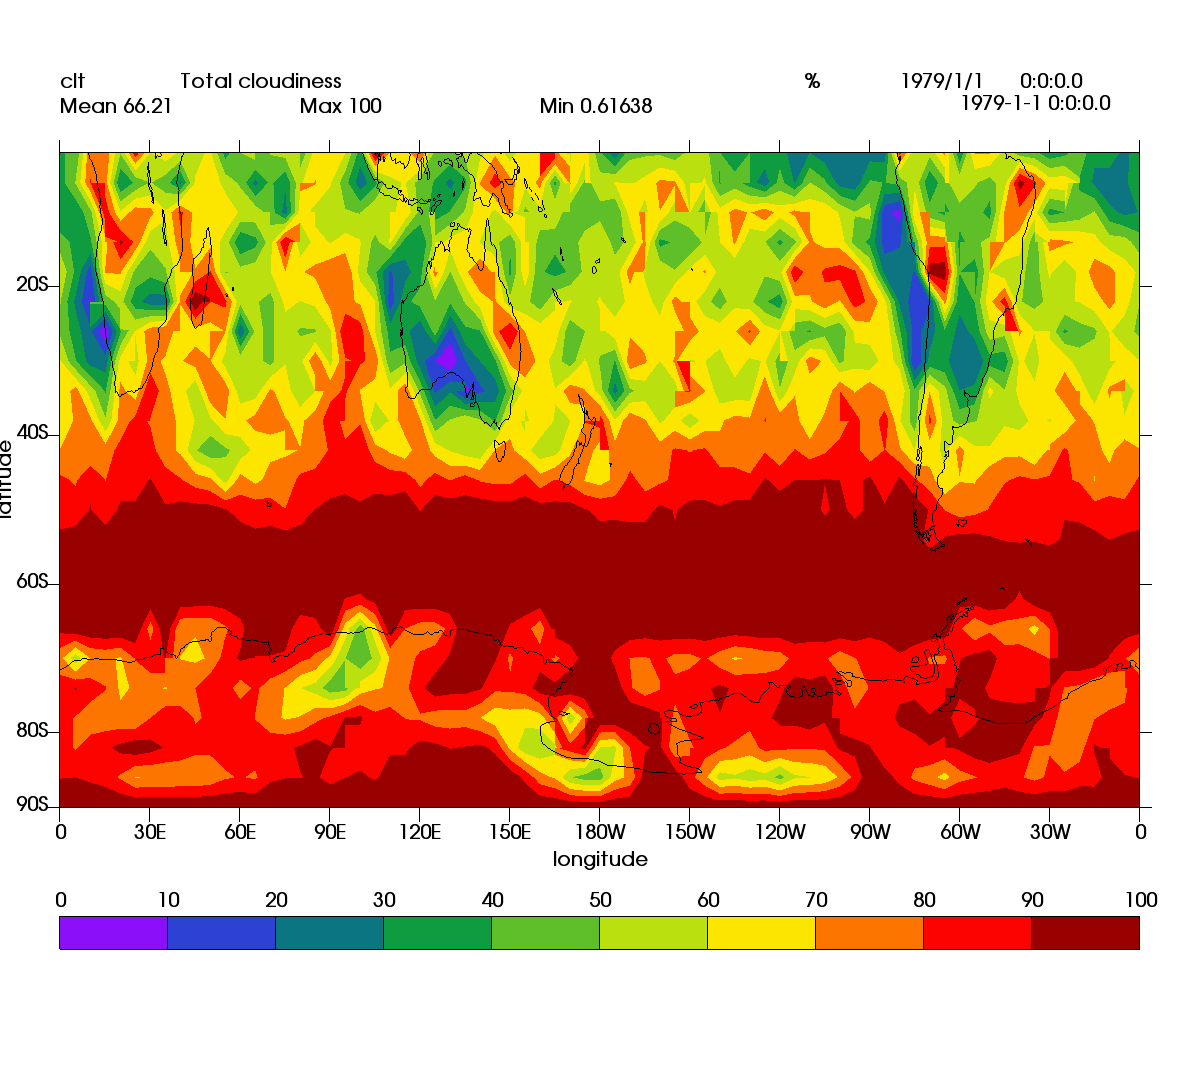 clt Total cloudiness % 1979/1/1 0:0:0.0
Mean 66.21 Max 100 Min 0.61638 1979-1-1 0:0:0.0
20S
40S
latitude
60S
80S
90S
0 30E 60E 90E 120E 150E 180W 150W 120W 90W 60W 30W 0
longitude
0 10 20 30 40 50 60 70 80 90 100